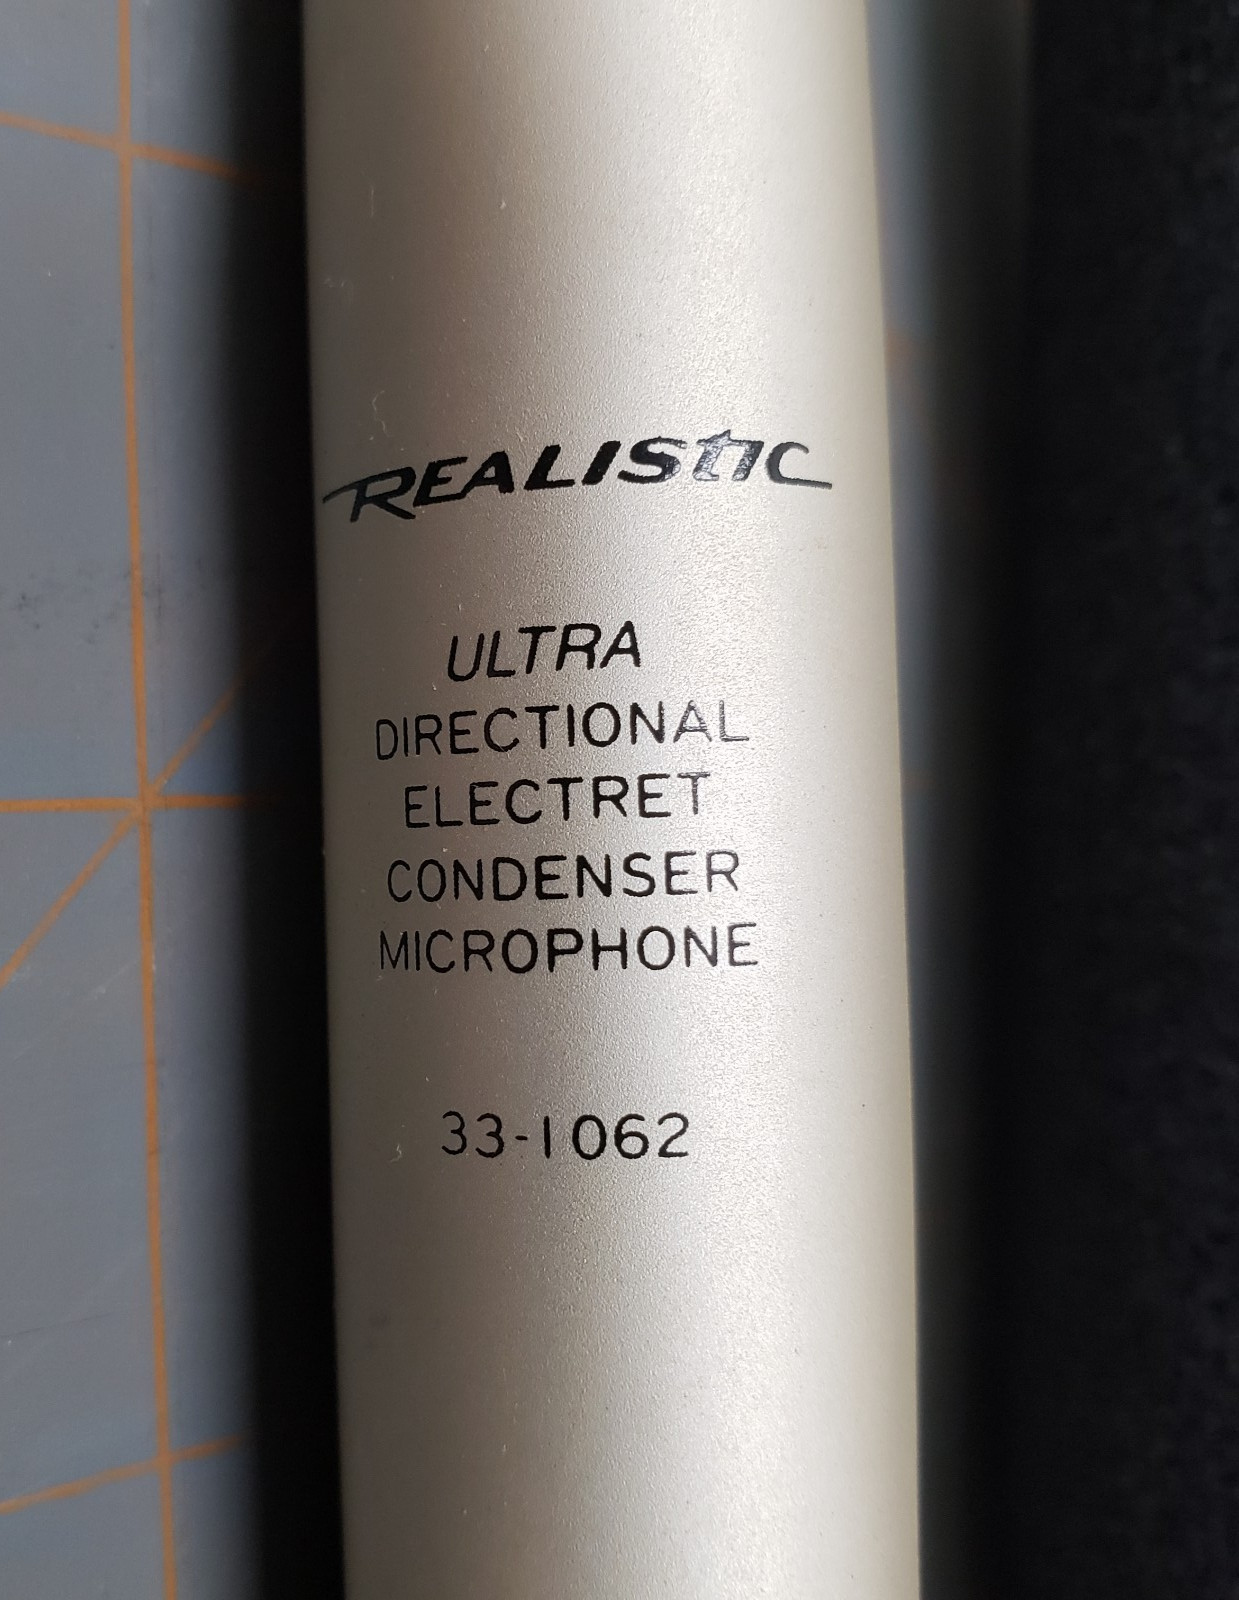 REALISTIC
ULTRA
DIRECTIONAL
ELECTRET
CONDENSER
MICROPHONE
33-1062